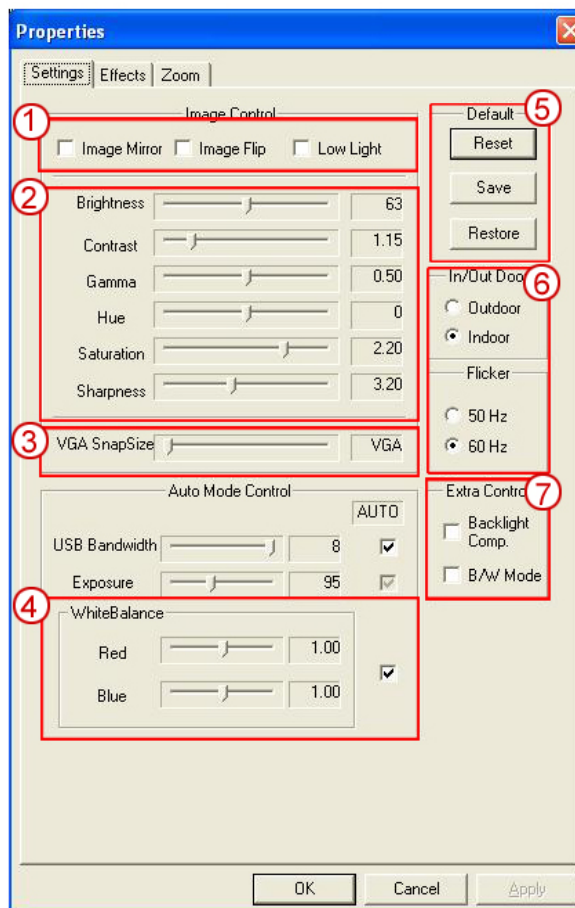 Properties
Settings Effects Zoom
① Image Control
Image Mirror Image Flip Low Light
②
Brightness 63
Contrast 1.15
Gamma 0.50
Hue 0
Saturation 2.20
Sharpness 3.20
③
VGA SnapSize VGA
Auto Mode Control
AUTO
USB Bandwidth 8
Exposure 95
④
WhiteBalance
Red 1.00
Blue 1.00
⑤
Default
Reset
Save
Restore
⑥
In/Out Door
Outdoor
Indoor
Flicker
50 Hz
60 Hz
⑦
Extra Contro
Backlight
Comp.
B/W Mode
OK Cancel Apply